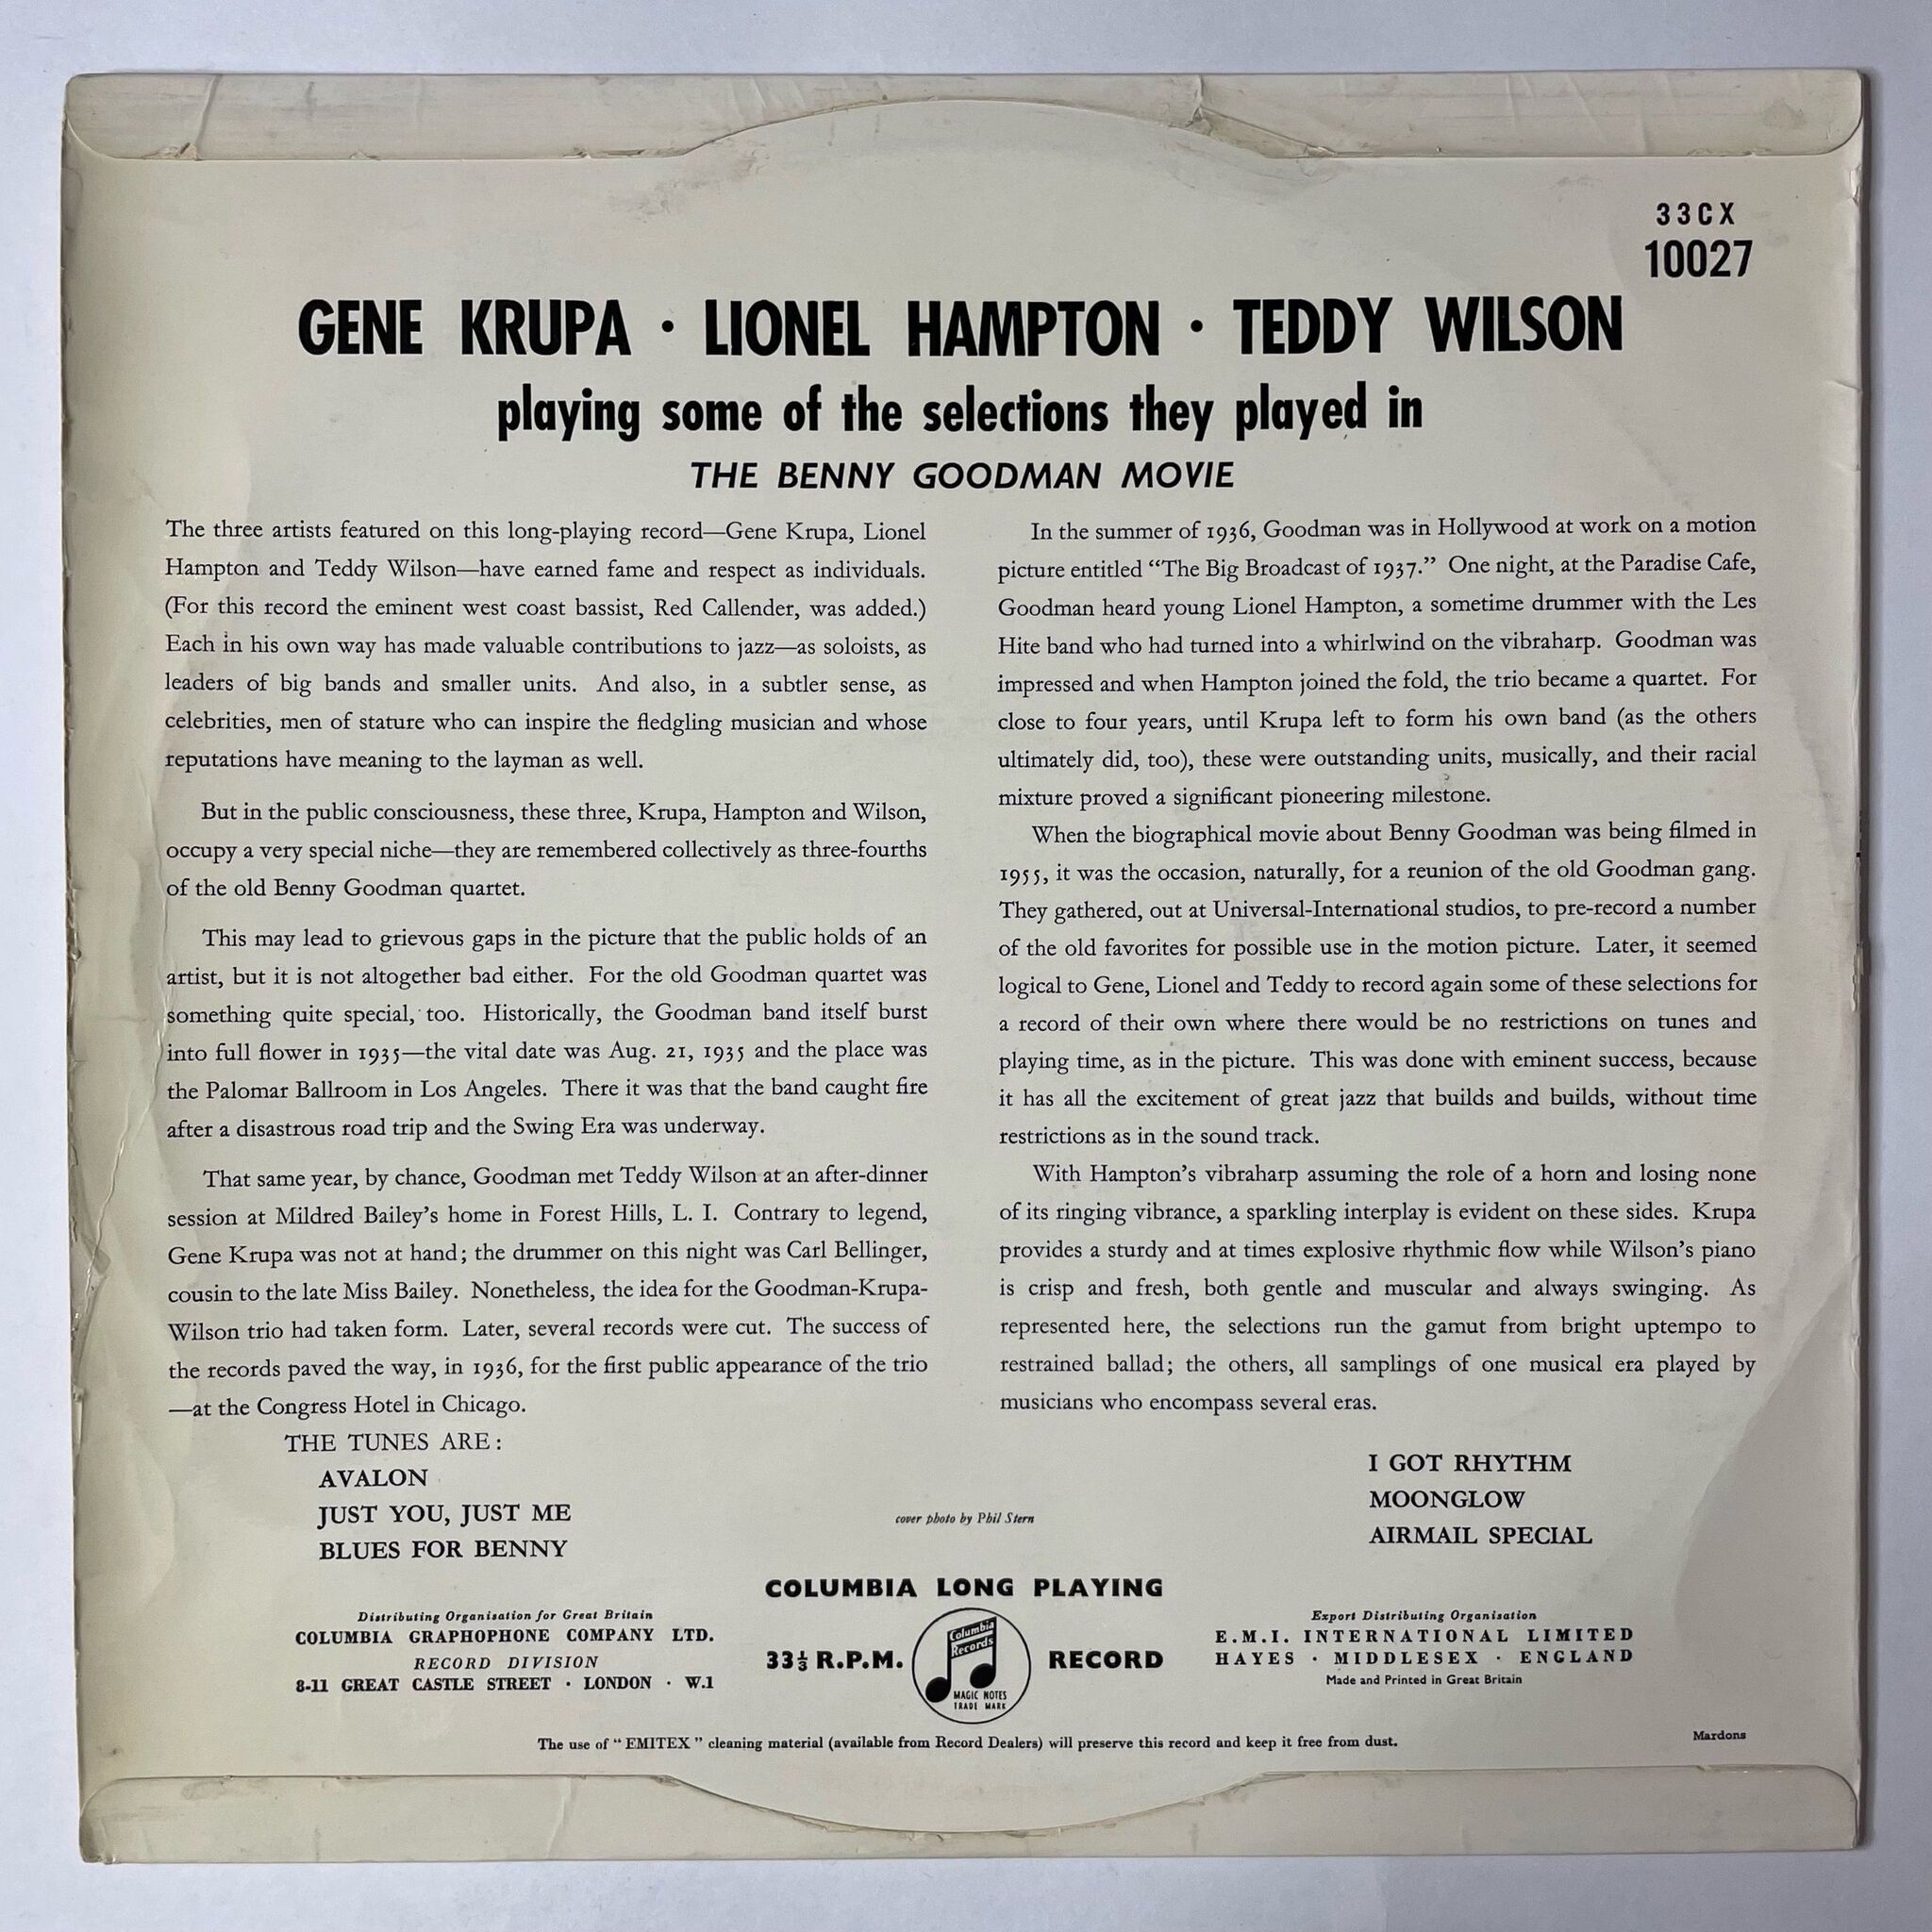 33CX
10027
GENE KRUPA · LIONEL HAMPTON · TEDDY WILSON
playing some of the selections they played in
THE BENNY GOODMAN MOVIE
The three artists featured on this long-playing record—Gene Krupa, Lionel
Hampton and Teddy Wilson—have earned fame and respect as individuals.
(For this record the eminent west coast bassist, Red Callender, was added.)
Each in his own way has made valuable contributions to jazz—as soloists, as
leaders of big bands and smaller units. And also, in a subtler sense, as
celebrities, men of stature who can inspire the fledgling musician and whose
reputations have meaning to the layman as well.
But in the public consciousness, these three, Krupa, Hampton and Wilson,
occupy a very special niche—they are remembered collectively as three-fourths
of the old Benny Goodman quartet.
This may lead to grievous gaps in the picture that the public holds of an
artist, but it is not altogether bad either. For the old Goodman quartet was
something quite special, too. Historically, the Goodman band itself burst
into full flower in 1935—the vital date was Aug. 21, 1935 and the place was
the Palomar Ballroom in Los Angeles. There it was that the band caught fire
after a disastrous road trip and the Swing Era was underway.
That same year, by chance, Goodman met Teddy Wilson at an after-dinner
session at Mildred Bailey's home in Forest Hills, L. I. Contrary to legend,
Gene Krupa was not at hand; the drummer on this night was Carl Bellinger,
cousin to the late Miss Bailey. Nonetheless, the idea for the Goodman-Krupa-
Wilson trio had taken form. Later, several records were cut. The success of
the records paved the way, in 1936, for the first public appearance of the trio
—at the Congress Hotel in Chicago.
In the summer of 1936, Goodman was in Hollywood at work on a motion
picture entitled “The Big Broadcast of 1937.” One night, at the Paradise Cafe,
Goodman heard young Lionel Hampton, a sometime drummer with the Les
Hite band who had turned into a whirlwind on the vibraharp. Goodman was
impressed and when Hampton joined the fold, the trio became a quartet. For
close to four years, until Krupa left to form his own band (as the others
ultimately did, too), these were outstanding units, musically, and their racial
mixture proved a significant pioneering milestone.
When the biographical movie about Benny Goodman was being filmed in
1955, it was the occasion, naturally, for a reunion of the old Goodman gang.
They gathered, out at Universal-International studios, to pre-record a number
of the old favorites for possible use in the motion picture. Later, it seemed
logical to Gene, Lionel and Teddy to record again some of these selections for
a record of their own where there would be no restrictions on tunes and
playing time, as in the picture. This was done with eminent success, because
it has all the excitement of great jazz that builds and builds, without time
restrictions as in the sound track.
With Hampton's vibraharp assuming the role of a horn and losing none
of its ringing vibrance, a sparkling interplay is evident on these sides. Krupa
provides a sturdy and at times explosive rhythmic flow while Wilson's piano
is crisp and fresh, both gentle and muscular and always swinging. As
represented here, the selections run the gamut from bright uptempo to
restrained ballad; the others, all samplings of one musical era played by
musicians who encompass several eras.
THE TUNES ARE:
AVALON
JUST YOU, JUST ME
BLUES FOR BENNY
I GOT RHYTHM
MOONGLOW
AIRMAIL SPECIAL
cover photo by Phil Stern
COLUMBIA LONG PLAYING
33⅓ R.P.M. RECORD
Columbia
Records
MAGIC NOTES
TRADE MARK
Distributing Organisation for Great Britain
COLUMBIA GRAPHOPHONE COMPANY LTD.
RECORD DIVISION
8-11 GREAT CASTLE STREET · LONDON · W.1
Export Distributing Organisation
E.M.I. INTERNATIONAL LIMITED
HAYES · MIDDLESEX · ENGLAND
Made and Printed in Great Britain
The use of “EMITEX” cleaning material (available from Record Dealers) will preserve this record and keep it free from dust.
Mardons